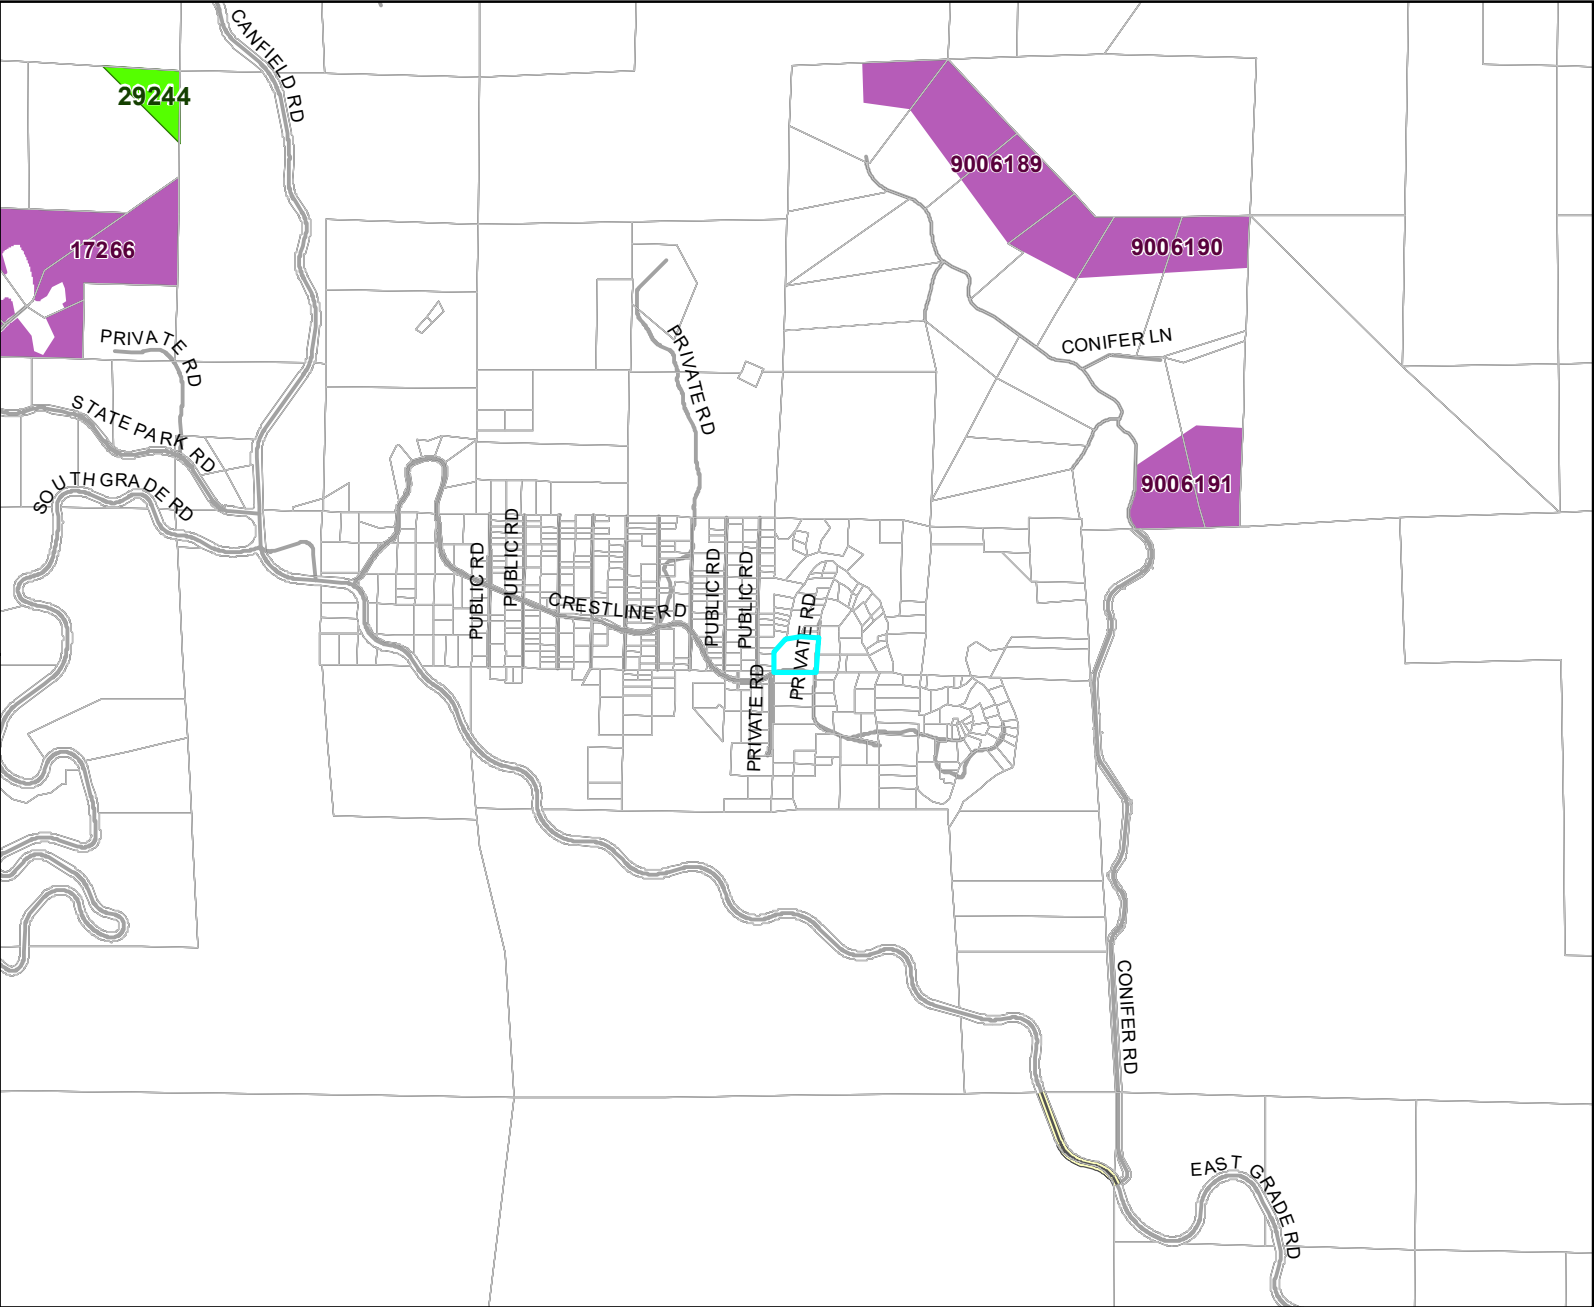 CANFIELD RD
29244
9006189
17266
9006190
PRIVATE RD
PRIVATE RD
CONIFER LN
STATE PARK RD
SOUTH GRADE RD
9006191
PUBLIC RD
PUBLIC RD
PUBLIC RD
PUBLIC RD
CRESTLINE RD
PRIVATE RD
PRIVATE RD
CONIFER RD
EAST GRADE RD